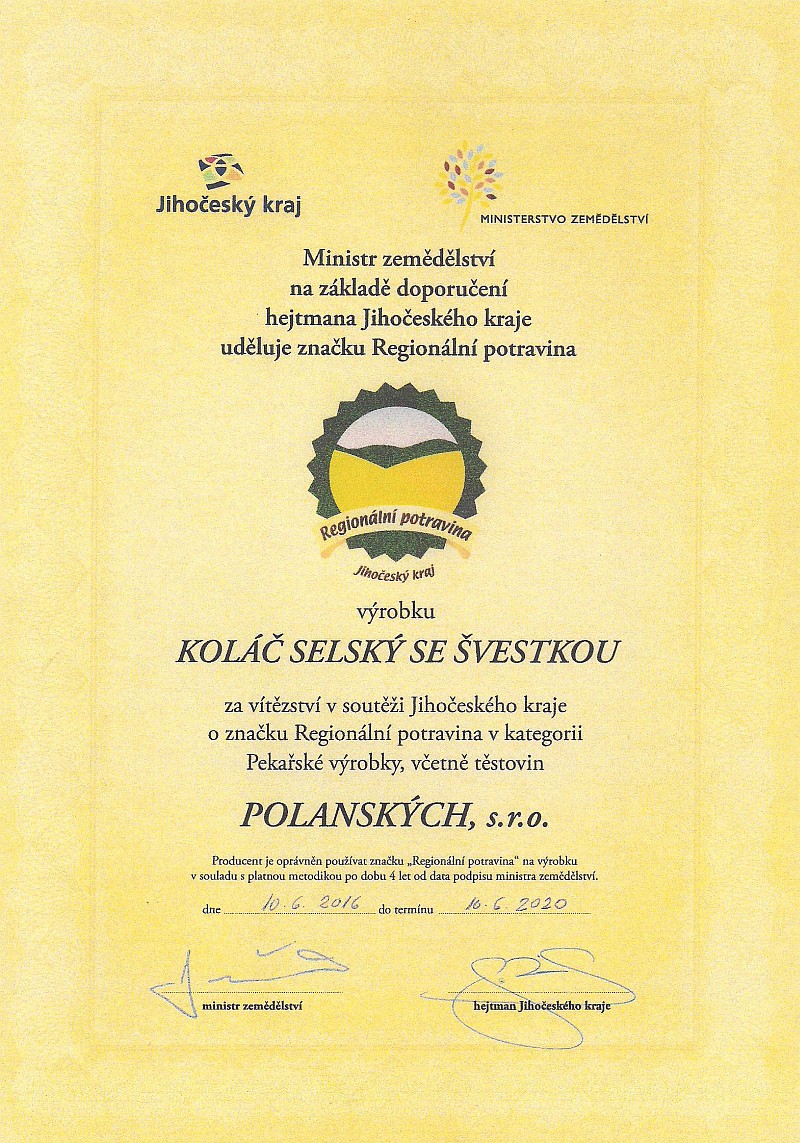 Jihočeský kraj
MINISTERSTVO ZEMĚDĚLSTVÍ
Ministr zemědělství
na základě doporučení
hejtmana Jihočeského kraje
uděluje značku Regionální potravina
Regionální potravina
Jihočeský kraj
výrobku
KOLÁČ SELSKÝ SE ŠVESTKOU
za vítězství v soutěži Jihočeského kraje
o značku Regionální potravina v kategorii
Pekařské výrobky, včetně těstovin
POLANSKÝCH, s.r.o.
Producent je oprávněn používat značku „Regionální potravina“ na výrobku
v souladu s platnou metodikou po dobu 4 let od data podpisu ministra zemědělství.
dne 10.6. 2016 do termínu 10.6. 2020
ministr zemědělství
hejtman Jihočeského kraje